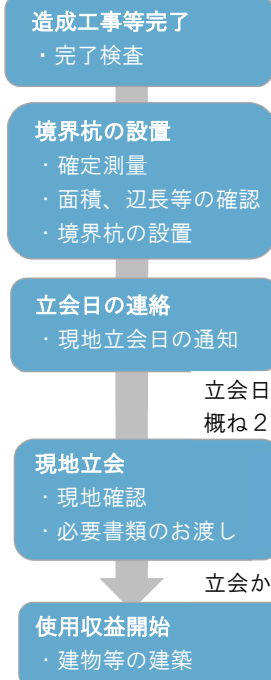 造成工事等完了
・完了検査
境界杭の設置
・確定測量
・面積、辺長等の確認
・境界杭の設置
立会日の連絡
・現地立会日の通知
立会日
概ね２
現地立会
・現地確認
・必要書類のお渡し
立会か
使用収益開始
・建物等の建築